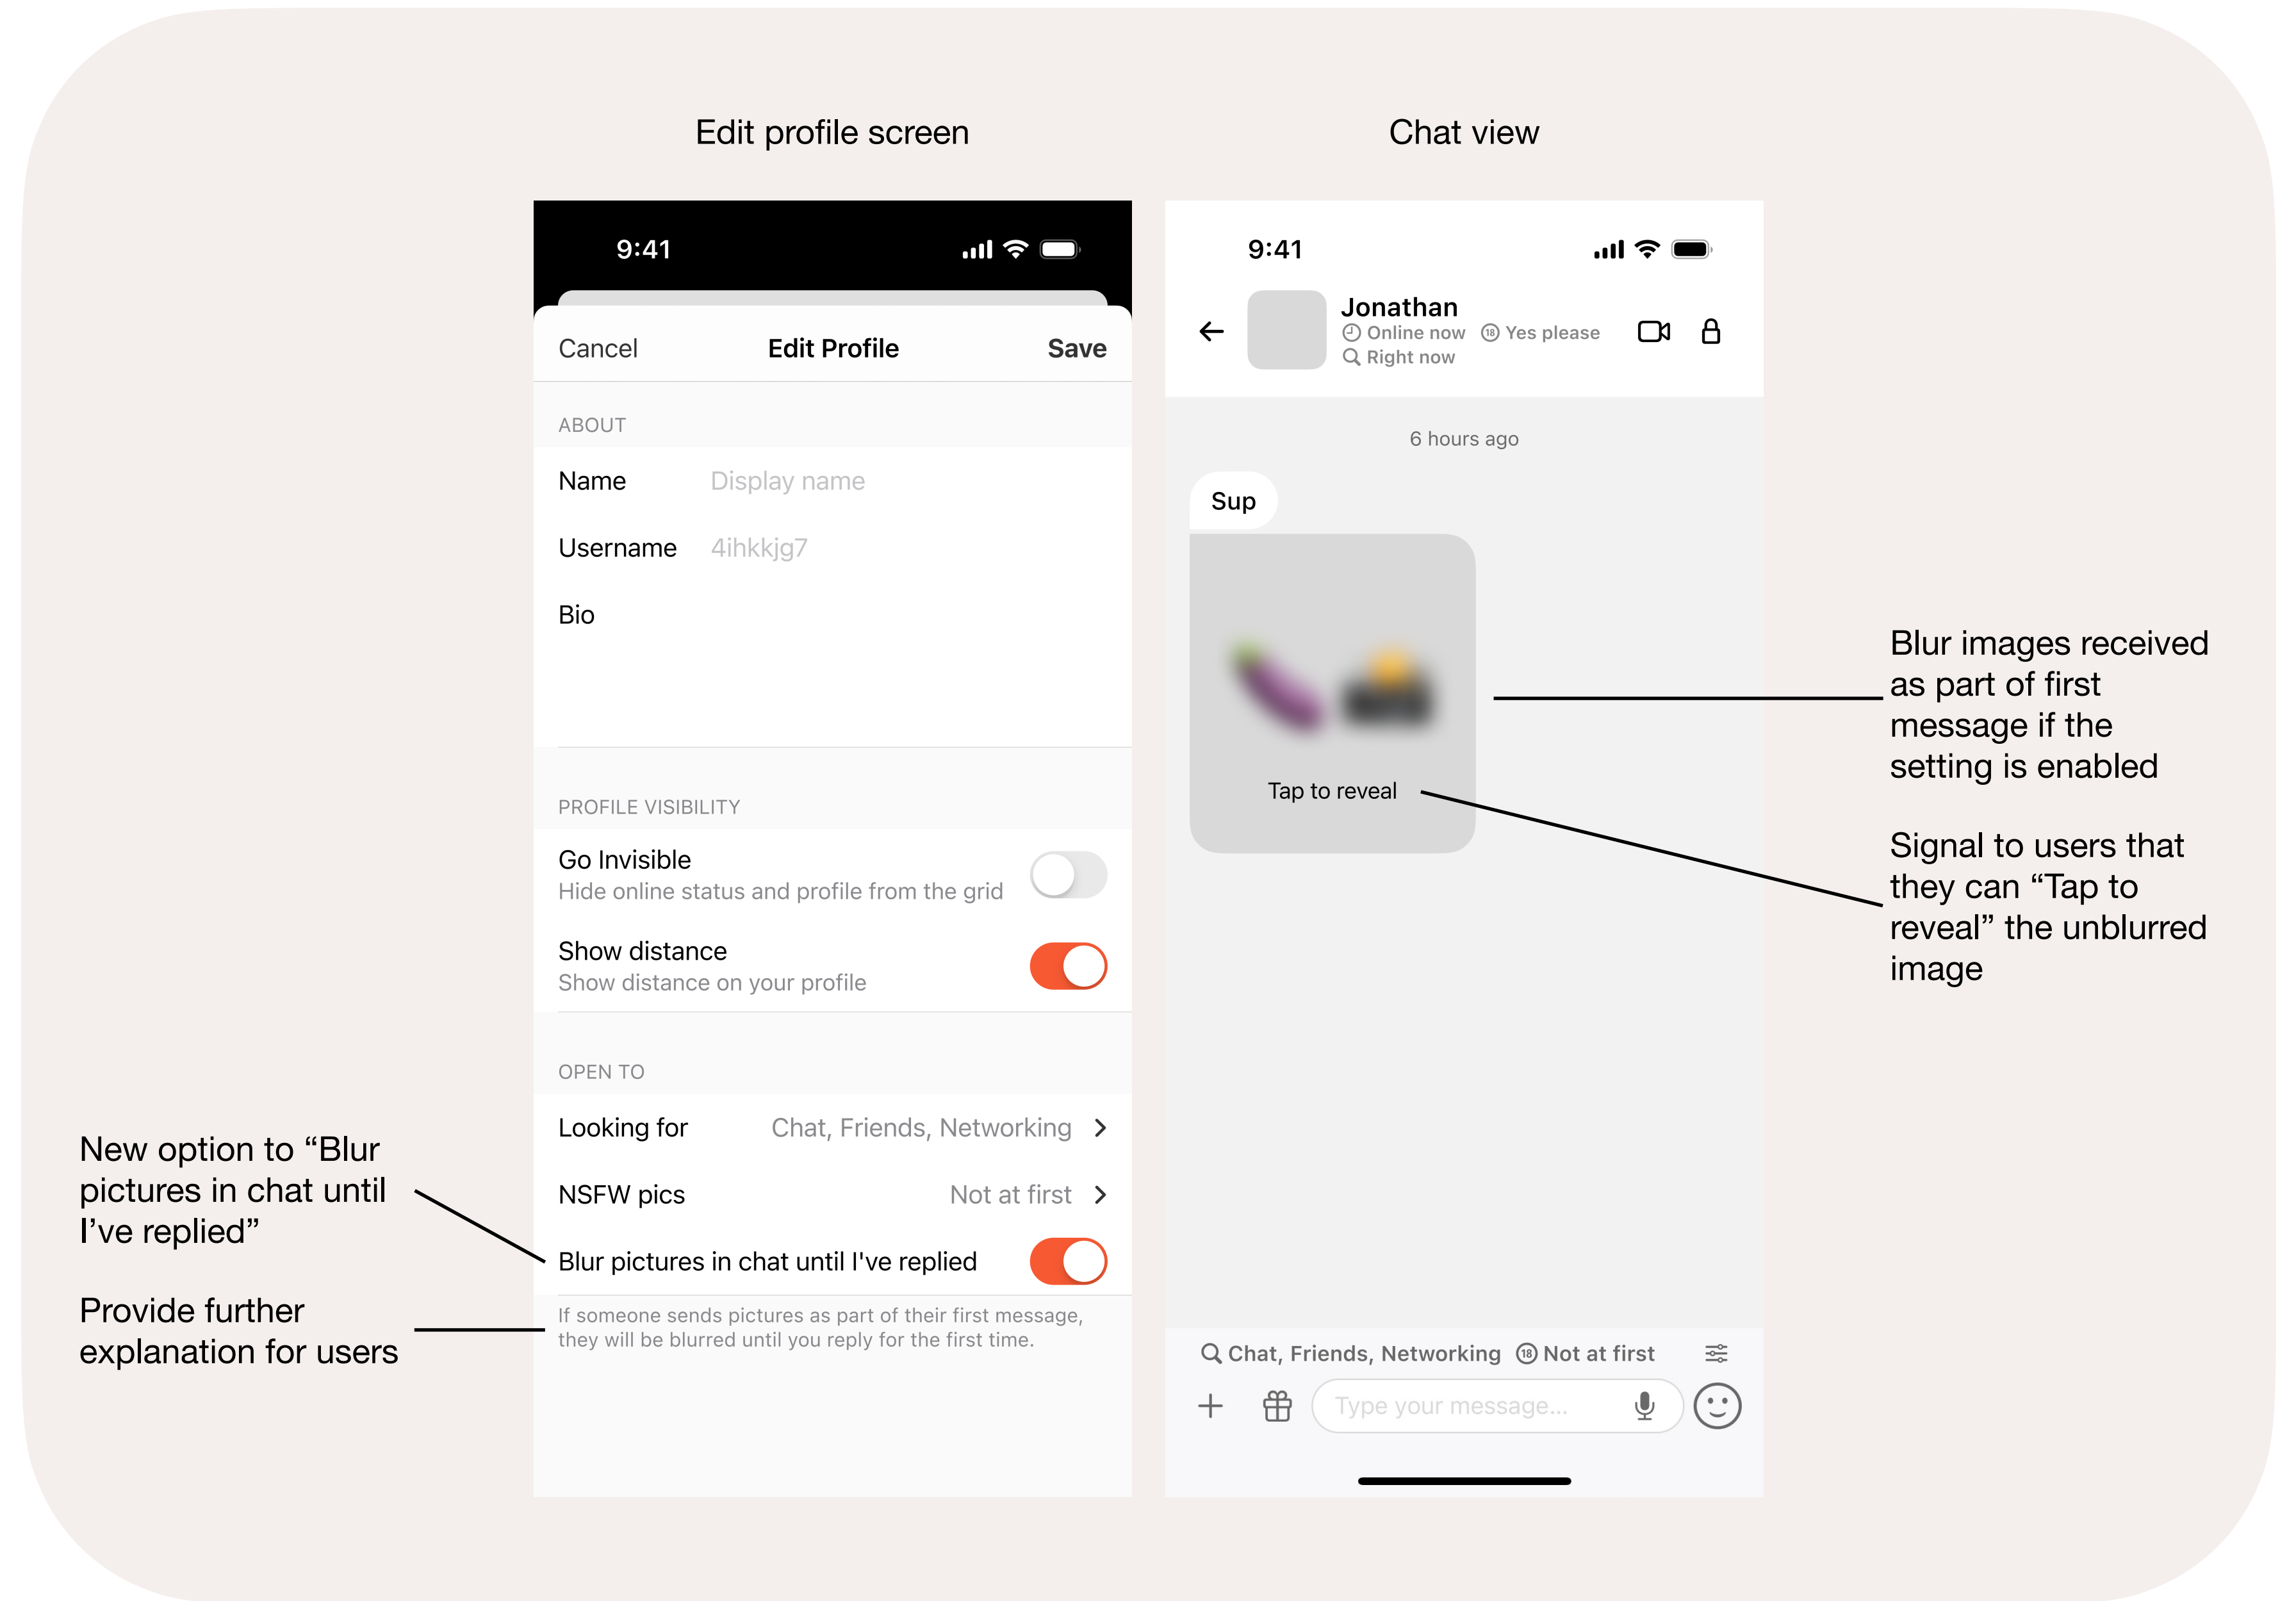 Edit profile screen
Chat view
9:41
Cancel
Edit Profile
Save
ABOUT
Name
Display name
Username
4ihkkjg7
Bio
PROFILE VISIBILITY
Go Invisible
Hide online status and profile from the grid
Show distance
Show distance on your profile
OPEN TO
Looking for
Chat, Friends, Networking
NSFW pics
Not at first
Blur pictures in chat until I've replied
If someone sends pictures as part of their first message,
they will be blurred until you reply for the first time.
New option to “Blur
pictures in chat until
I’ve replied”
Provide further
explanation for users
9:41
Jonathan
Online now
18 Yes please
Right now
6 hours ago
Sup
Tap to reveal
Chat, Friends, Networking
18 Not at first
Type your message...
Blur images received
as part of first
message if the
setting is enabled
Signal to users that
they can “Tap to
reveal” the unblurred
image